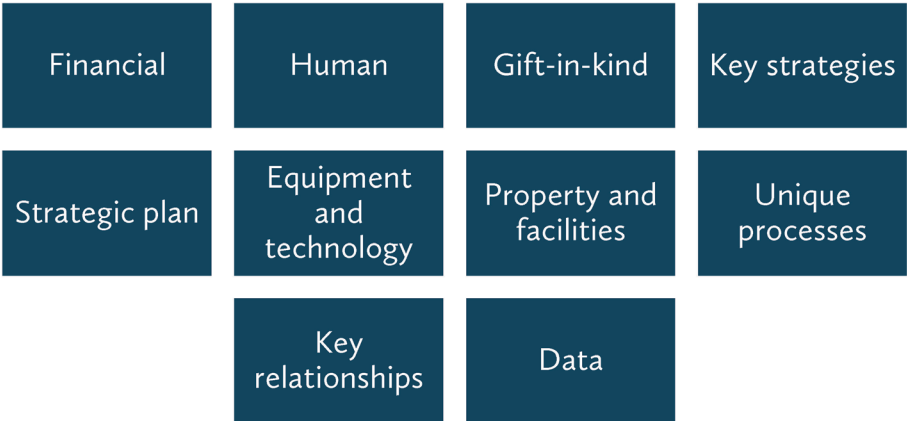 Financial
Human
Gift-in-kind
Key strategies
Strategic plan
Equipment
and
technology
Property and
facilities
Unique
processes
Key
relationships
Data